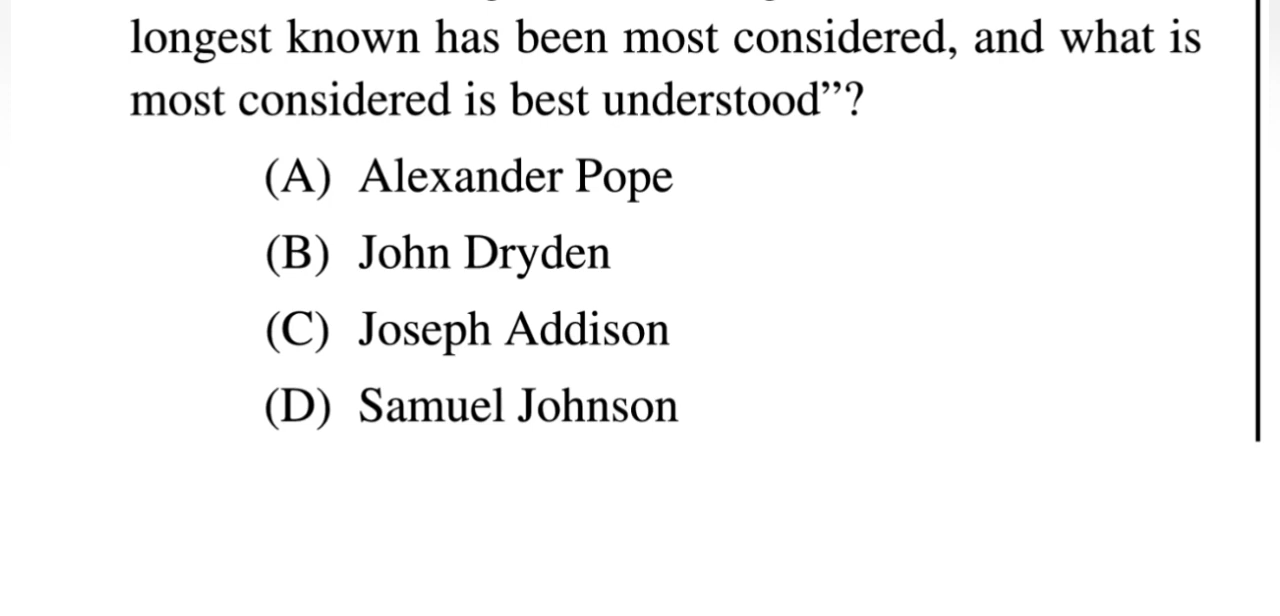 longest known has been most considered, and what is
most considered is best understood”?
(A) Alexander Pope
(B) John Dryden
(C) Joseph Addison
(D) Samuel Johnson